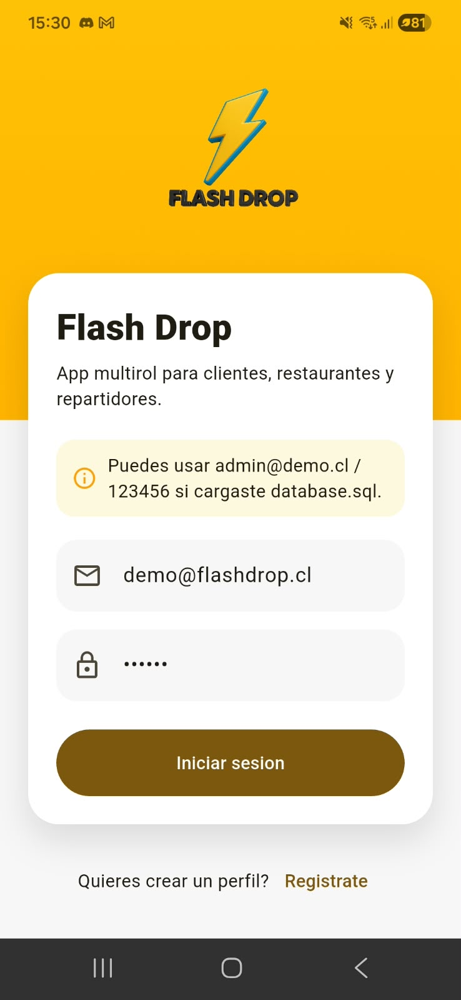 15:30
81
FLASH DROP
Flash Drop
App multirol para clientes, restaurantes y
repartidores.
Puedes usar admin@demo.cl /
123456 si cargaste database.sql.
demo@flashdrop.cl
••••••
Iniciar sesion
Quieres crear un perfil? Registrate